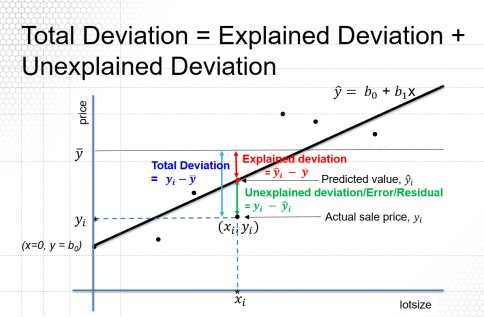 Total Deviation = Explained Deviation +
Unexplained Deviation
price
ŷ = b₀ + b₁x
ȳ
Total Deviation
= yᵢ − ȳ
Explained deviation
= ŷᵢ − ȳ
Predicted value, ŷᵢ
Unexplained deviation/Error/Residual
= yᵢ − ŷᵢ
yᵢ
Actual sale price, yᵢ
(xᵢ, yᵢ)
(x=0, y = b₀)
xᵢ
lotsize